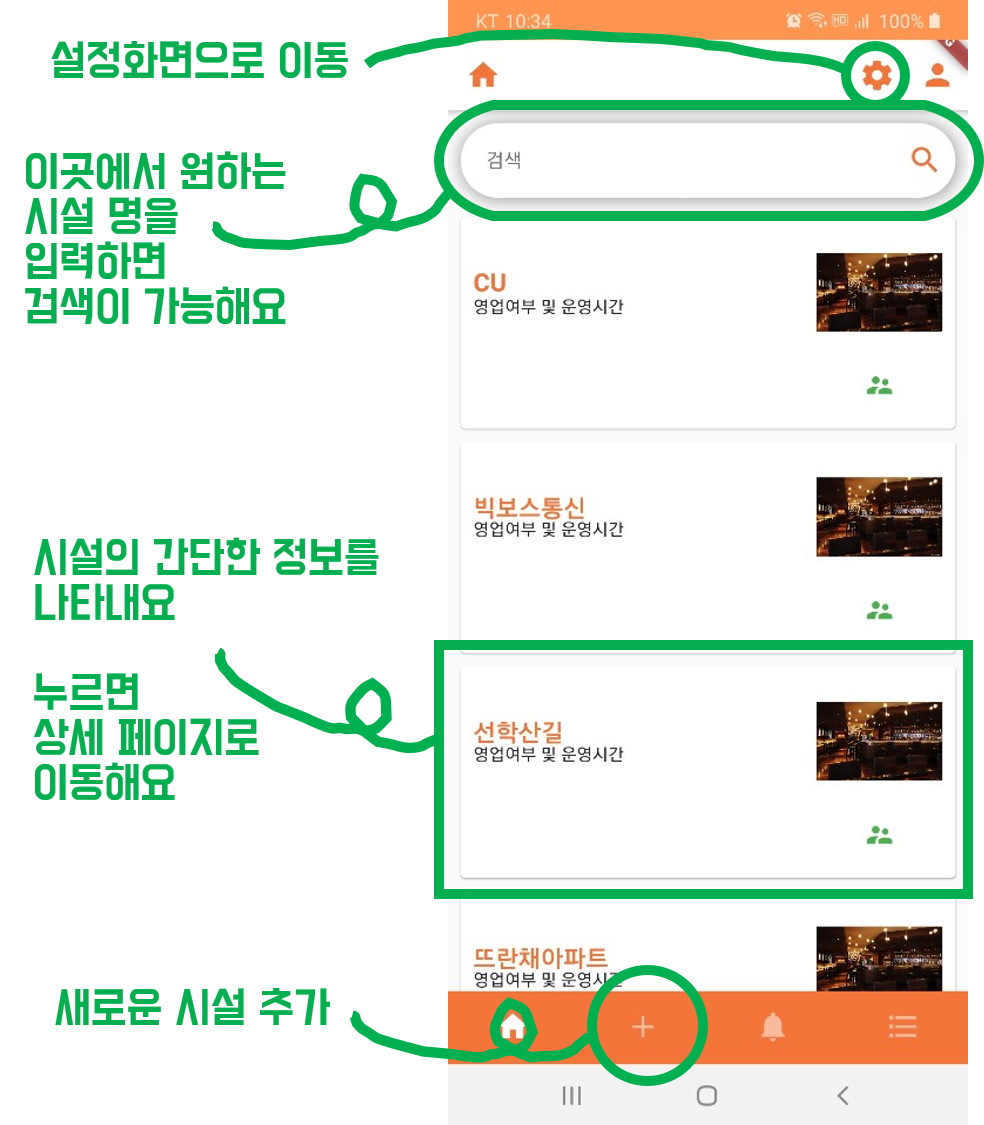 KT 10:34
HD
100%
설정화면으로 이동
검색
이곳에서 원하는
시설 명을
입력하면
검색이 가능해요
CU
영업여부 및 운영시간
빅보스통신
영업여부 및 운영시간
시설의 간단한 정보를
나타내요
누르면
상세 페이지로
이동해요
선학산길
영업여부 및 운영시간
뜨란채아파트
영업여부 및 운영시간
새로운 시설 추가